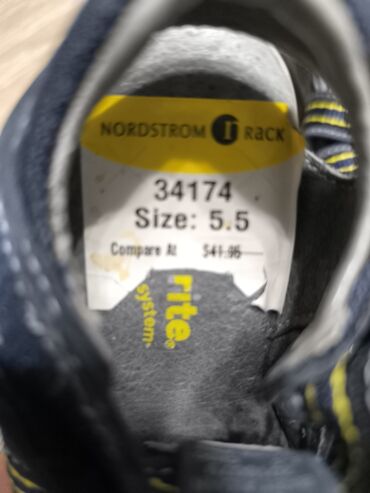 NORDSTROM r RACK
34174
Size: 5.5
Compare At $41.95
rite
system.